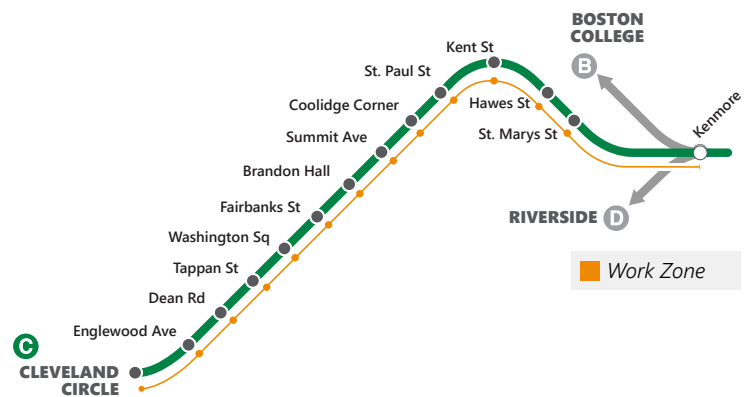 BOSTON
COLLEGE
B
Kent St
St. Paul St
Kenmore
Coolidge Corner
Hawes St
Summit Ave
St. Marys St
Brandon Hall
Fairbanks St
RIVERSIDE D
Washington Sq
Work Zone
Tappan St
Dean Rd
Englewood Ave
C
CLEVELAND
CIRCLE